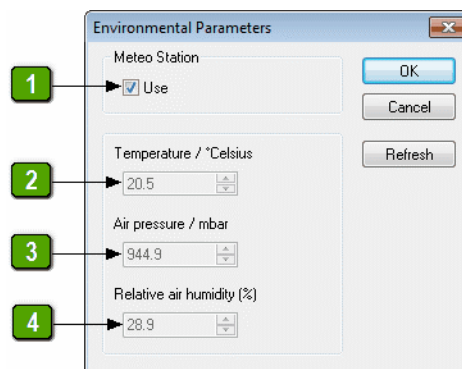 Environmental Parameters
Meteo Station
1
Use
OK
Cancel
Refresh
Temperature / °Celsius
2
20.5
Air pressure / mbar
3
944.9
Relative air humidity (%)
4
28.9